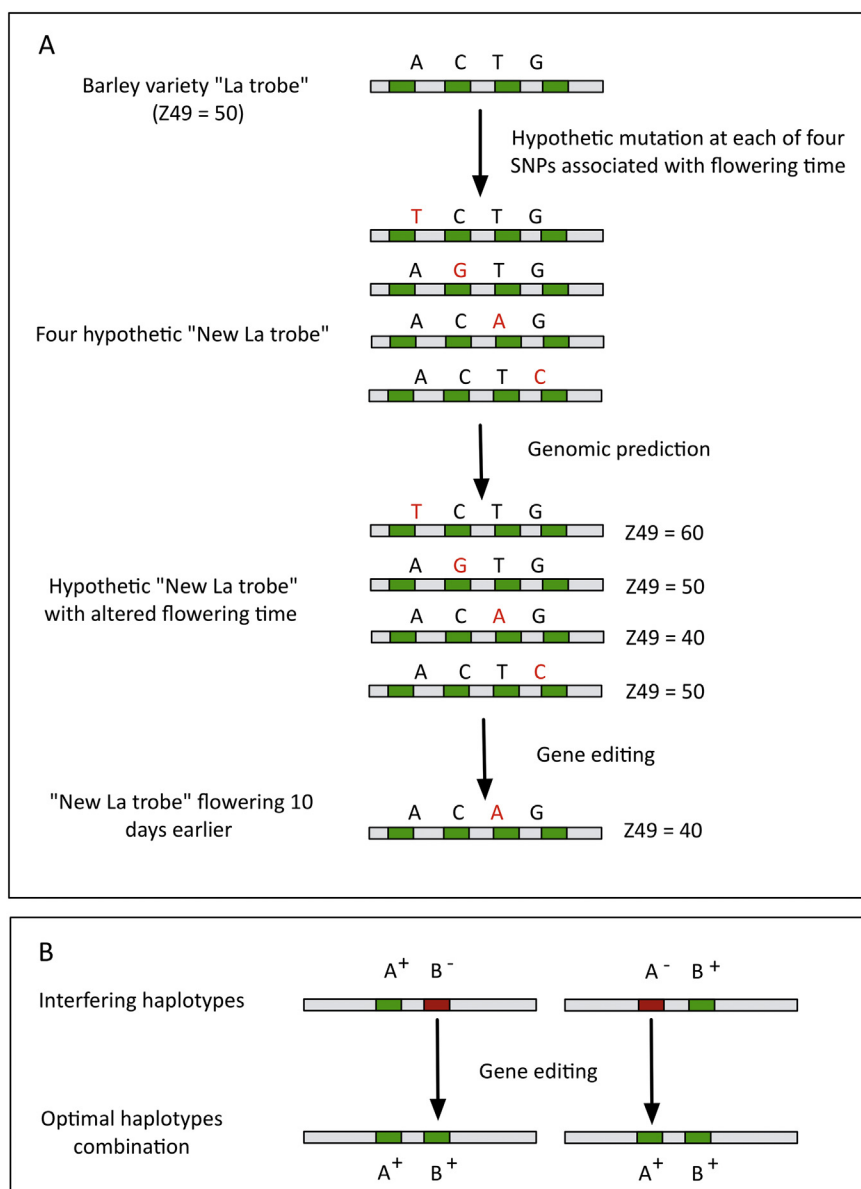 A
A C T G
Barley variety "La trobe"
(Z49 = 50)
Hypothetic mutation at each of four
SNPs associated with flowering time
T C T G
A G T G
Four hypothetic "New La trobe"
A C A G
A C T C
Genomic prediction
T C T G
Z49 = 60
A G T G
Z49 = 50
Hypothetic "New La trobe"
with altered flowering time
A C A G
Z49 = 40
A C T C
Z49 = 50
Gene editing
"New La trobe" flowering 10
days earlier
A C A G
Z49 = 40
B
A+ B-
A- B+
Interfering haplotypes
Gene editing
Optimal haplotypes
combination
A+ B+
A+ B+